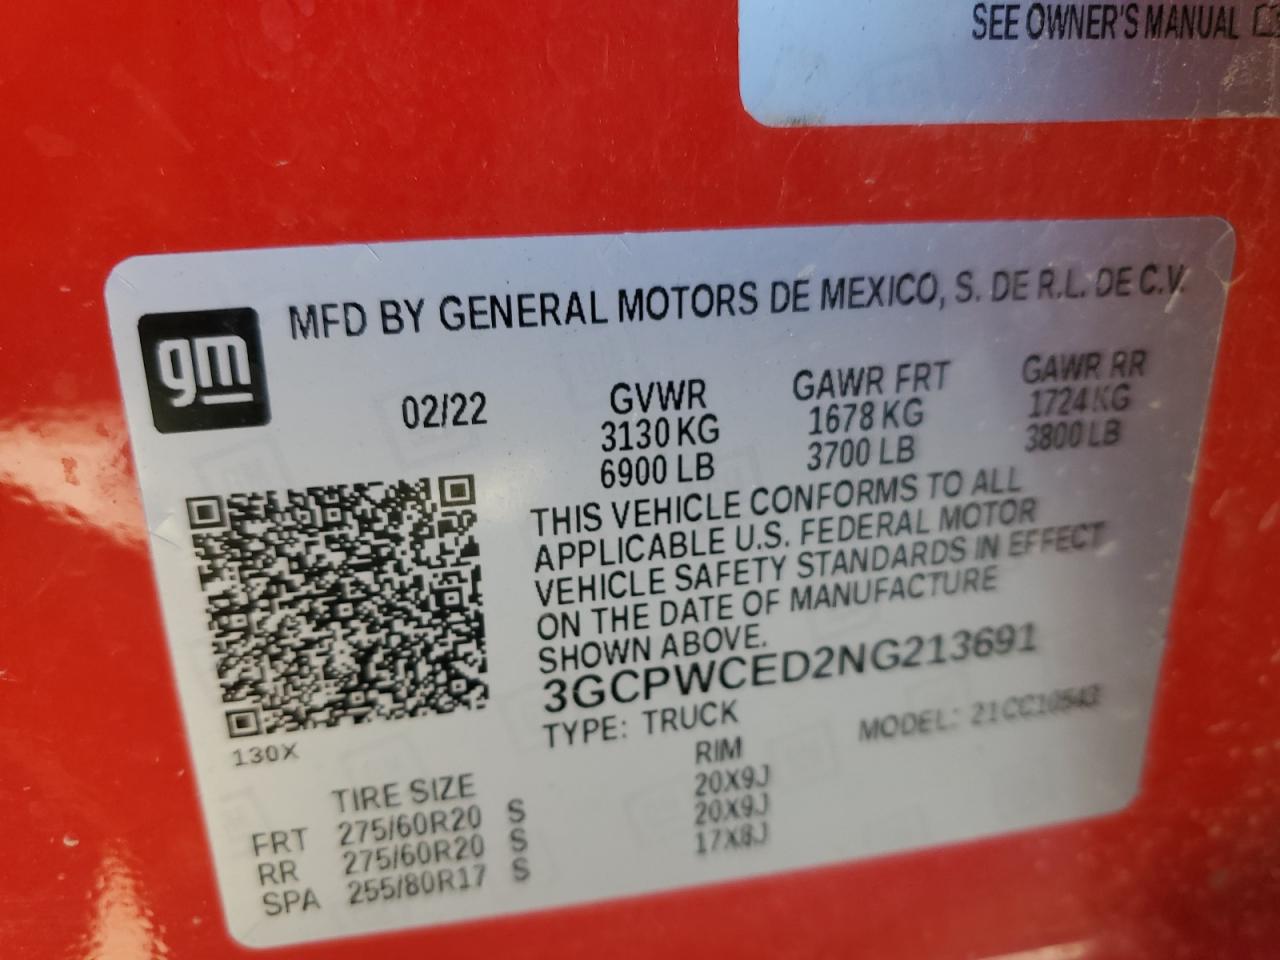 SEE OWNER'S MANUAL
gm
MFD BY GENERAL MOTORS DE MEXICO, S. DE R.L. DE C.V.
02/22
GVWR
3130 KG
6900 LB
GAWR FRT
1678 KG
3700 LB
GAWR RR
1724 KG
3800 LB
THIS VEHICLE CONFORMS TO ALL
APPLICABLE U.S. FEDERAL MOTOR
VEHICLE SAFETY STANDARDS IN EFFECT
ON THE DATE OF MANUFACTURE
SHOWN ABOVE.
3GCPWCED2NG213691
TYPE: TRUCK MODEL: 21CC10543
130X
TIRE SIZE RIM
FRT 275/60R20 S 20X9J
RR 275/60R20 S 20X9J
SPA 255/80R17 S 17X8J